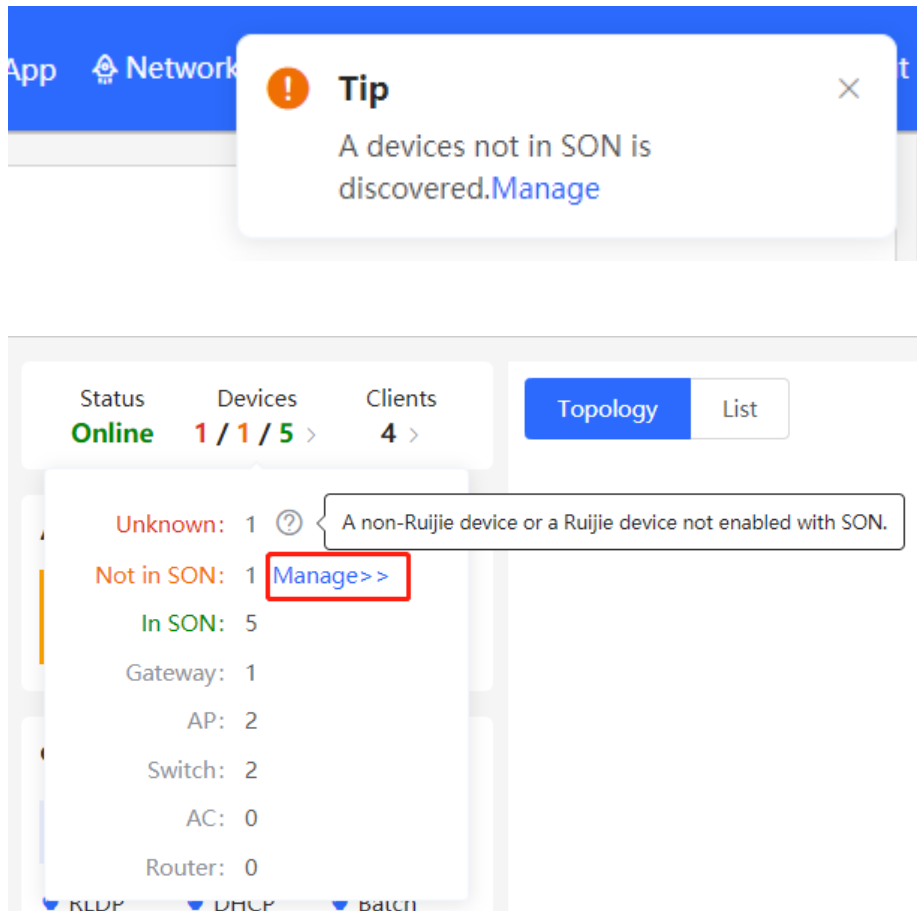 App Network
Tip
A devices not in SON is
discovered.Manage
Status Devices Clients
Online 1 / 1 / 5 > 4 >
Topology List
Unknown: 1 ? A non-Ruijie device or a Ruijie device not enabled with SON.
Not in SON: 1 Manage>>
In SON: 5
Gateway: 1
AP: 2
Switch: 2
AC: 0
Router: 0
RLDP DHCP Batch